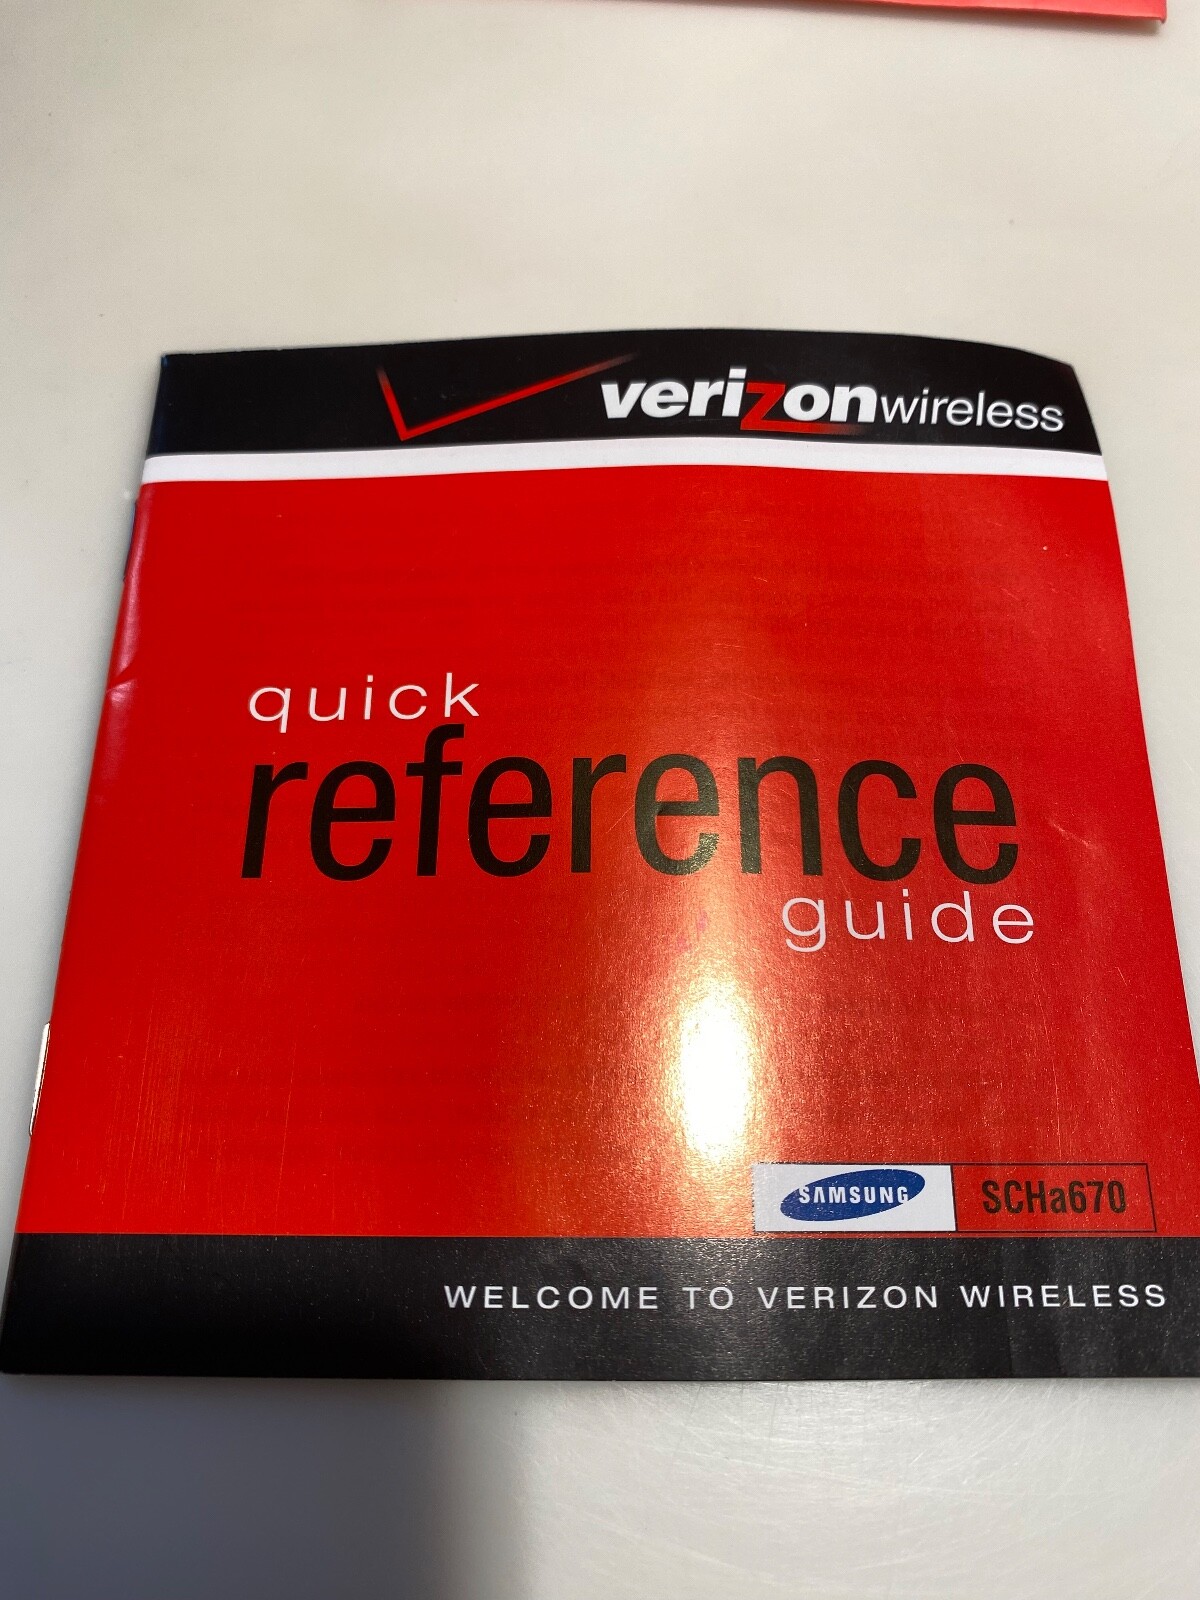 verizonwireless
quick
reference
guide
SAMSUNG SCHa670
WELCOME TO VERIZON WIRELESS